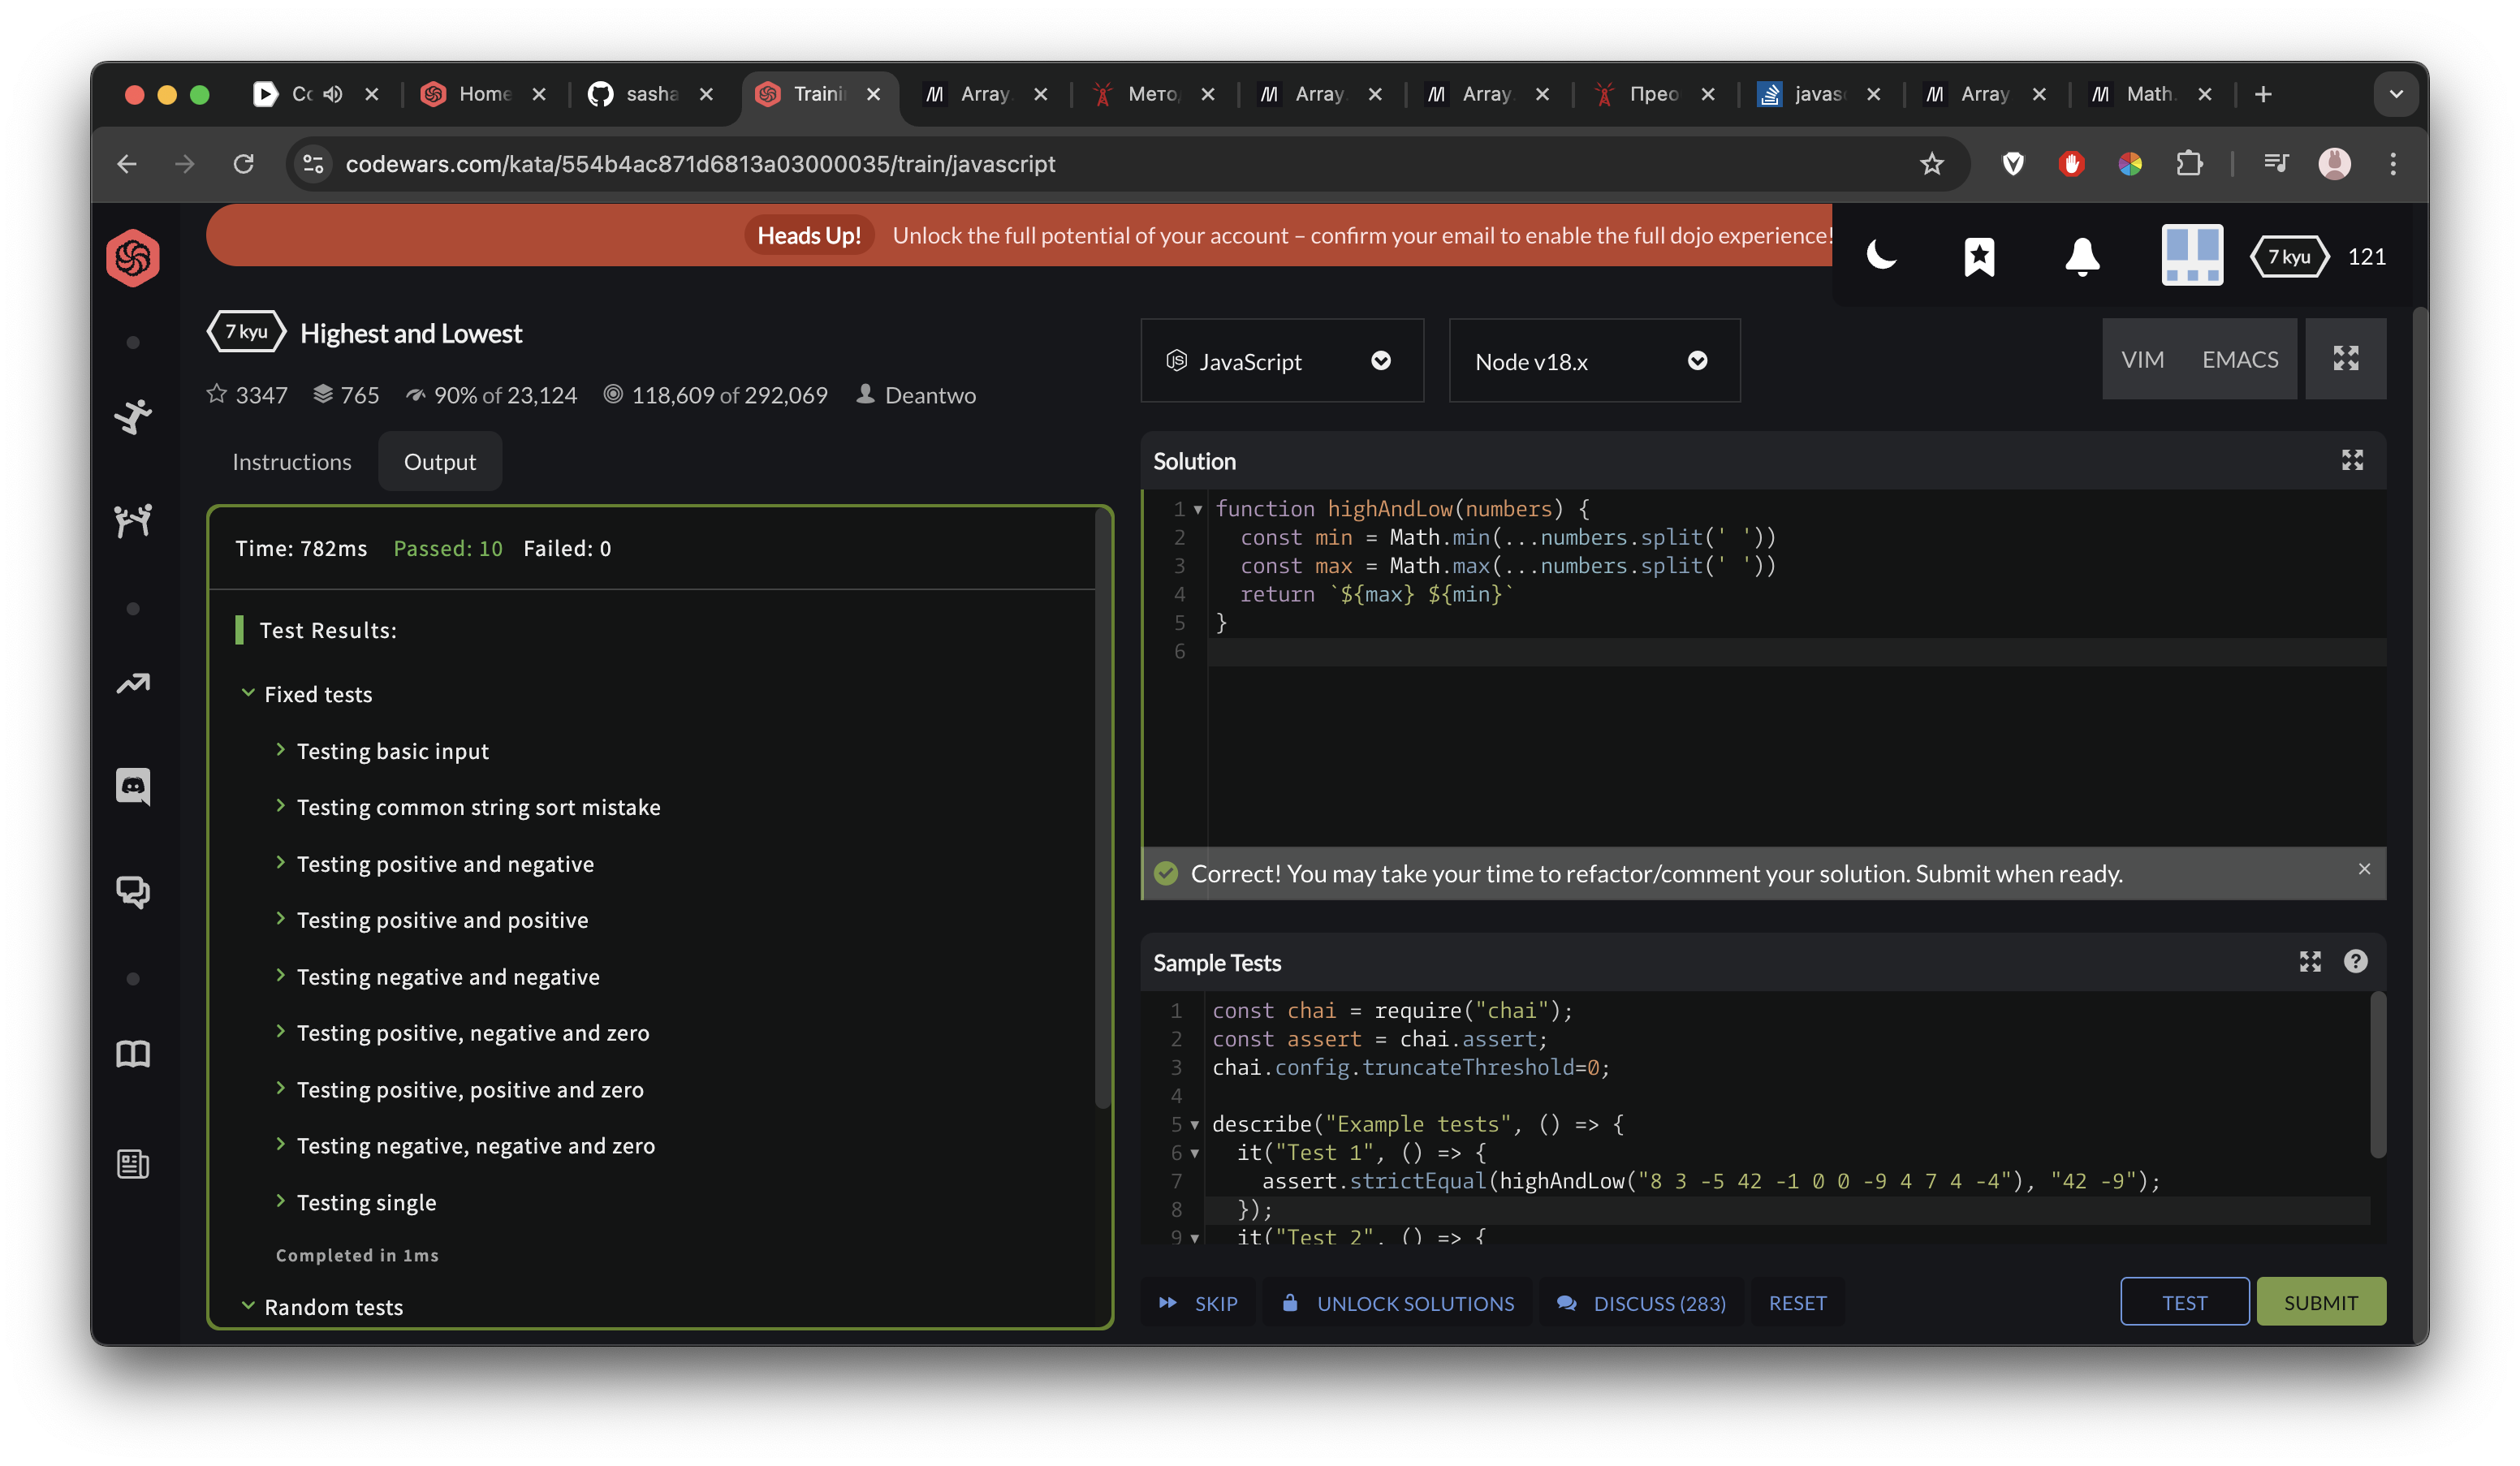 Co
Home
sasha
Traini
Array.
Мето
Array.
Array.
Прео
javas
Array
Math.
codewars.com/kata/554b4ac871d6813a03000035/train/javascript
Heads Up! Unlock the full potential of your account – confirm your email to enable the full dojo experience!
7 kyu 121
7 kyu Highest and Lowest
3347 765 90% of 23,124 118,609 of 292,069 Deantwo
Instructions Output
Time: 782ms Passed: 10 Failed: 0
Test Results:
Fixed tests
Testing basic input
Testing common string sort mistake
Testing positive and negative
Testing positive and positive
Testing negative and negative
Testing positive, negative and zero
Testing positive, positive and zero
Testing negative, negative and zero
Testing single
Completed in 1ms
Random tests
JS JavaScript
Node v18.x
VIM EMACS
Solution
1 function highAndLow(numbers) {
2 const min = Math.min(...numbers.split(' '))
3 const max = Math.max(...numbers.split(' '))
4 return `${max} ${min}`
5 }
6
Correct! You may take your time to refactor/comment your solution. Submit when ready.
Sample Tests
1 const chai = require("chai");
2 const assert = chai.assert;
3 chai.config.truncateThreshold=0;
4
5 describe("Example tests", () => {
6 it("Test 1", () => {
7 assert.strictEqual(highAndLow("8 3 -5 42 -1 0 0 -9 4 7 4 -4"), "42 -9");
8 });
9 it("Test 2", () => {
SKIP UNLOCK SOLUTIONS DISCUSS (283) RESET TEST SUBMIT